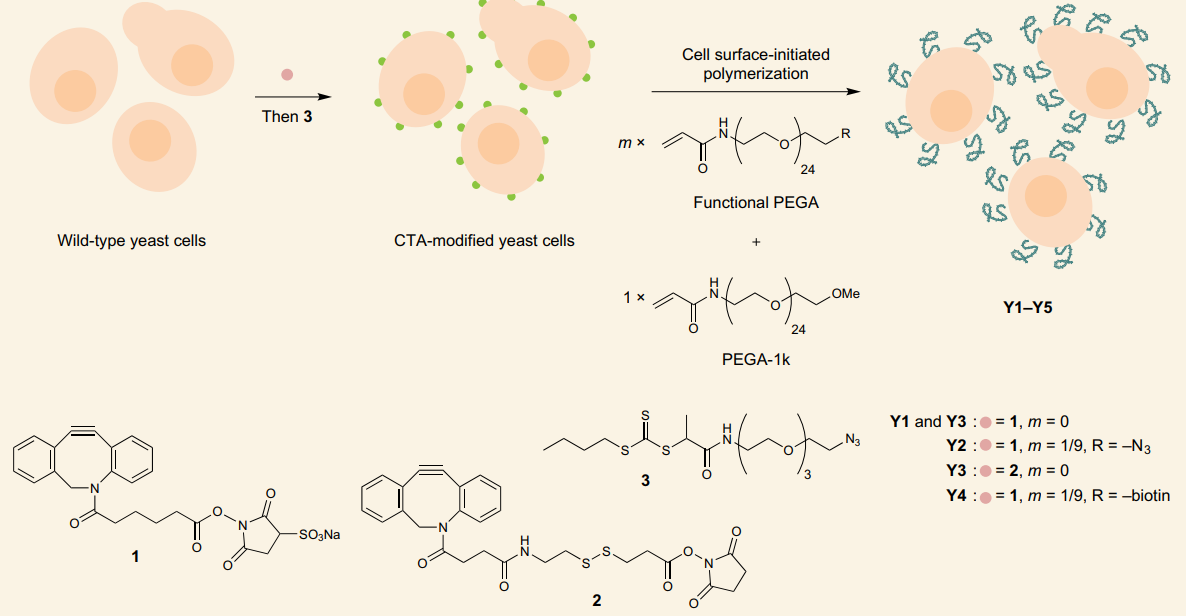 Cell surface-initiated
polymerization
Then 3
m ×
H
N
O
O
R
24
Functional PEGA
Wild-type yeast cells
CTA-modified yeast cells
+
1 ×
H
N
O
O
OMe
24
PEGA-1k
Y1–Y5
S
S
S
O
H
N
O
3
N3
3
Y1 and Y3 : = 1, m = 0
Y2 : = 1, m = 1/9, R = –N3
Y3 : = 2, m = 0
Y4 : = 1, m = 1/9, R = –biotin
N
O
O
O
N
O
O
SO3Na
1
N
O
O
H
N
S
S
O
O
N
O
O
2